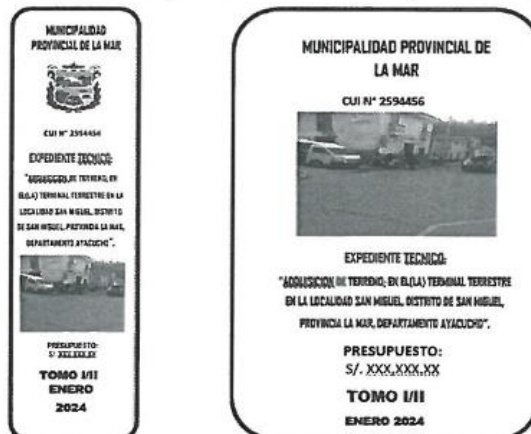 MUNICIPALIDAD
PROVINCIAL DE LA MAR
CUI N° 2594456
EXPEDIENTE TECNICO:
"ADQUISICION DE TERRENO, EN
EL(LA) TERMINAL TERRESTRE EN LA
LOCALIDAD SAN MIGUEL, DISTRITO
DE SAN MIGUEL, PROVINCIA LA MAR,
DEPARTAMENTO AYACUCHO".
PRESUPUESTO:
S/. XXX,XXX.XX
TOMO I/II
ENERO
2024
MUNICIPALIDAD PROVINCIAL DE
LA MAR
CUI N° 2594456
EXPEDIENTE TECNICO:
"ADQUISICION DE TERRENO; EN EL(LA) TERMINAL TERRESTRE
EN LA LOCALIDAD SAN MIGUEL, DISTRITO DE SAN MIGUEL,
PROVINCIA LA MAR, DEPARTAMENTO AYACUCHO".
PRESUPUESTO:
S/. XXX,XXX.XX
TOMO I/II
ENERO 2024